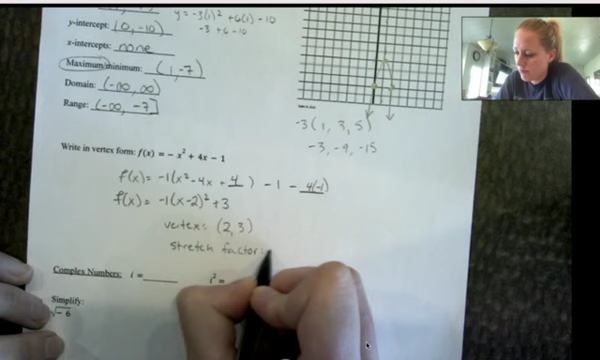 y-intercept: (0, -10)
y = -3(1)² + 6(1) - 10
-3 + 6 - 10
x-intercepts: none
Maximum/minimum: (1, -7)
Domain: (-∞, ∞)
Range: (-∞, -7]
-3(1, 3, 5)
-3, -9, -15
Write in vertex form: f(x) = - x² + 4x - 1
f(x) = -1(x² - 4x + 4 ) - 1 - 4(-1)
f(x) = -1(x-2)² + 3
vertex: (2, 3)
stretch factor:
Complex Numbers: i = ______ i² =
Simplify:
√-6